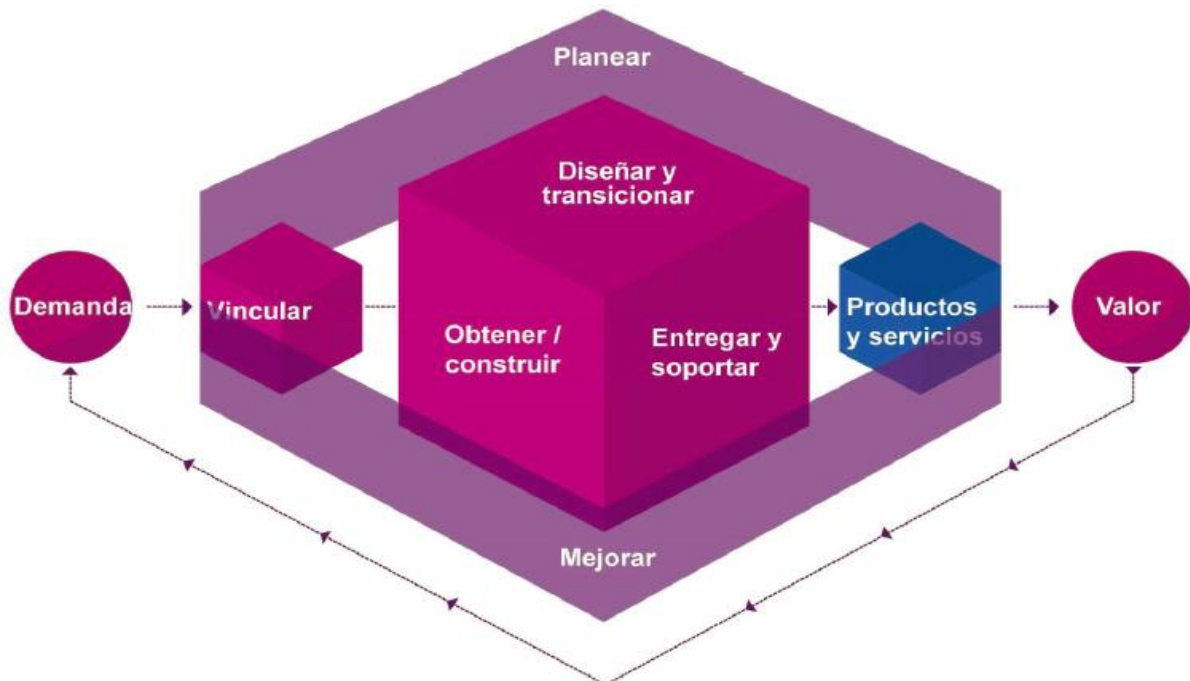 Planear
Diseñar y
transicionar
Demanda
Vincular
Obtener /
construir
Entregar y
soportar
Productos
y servicios
Valor
Mejorar